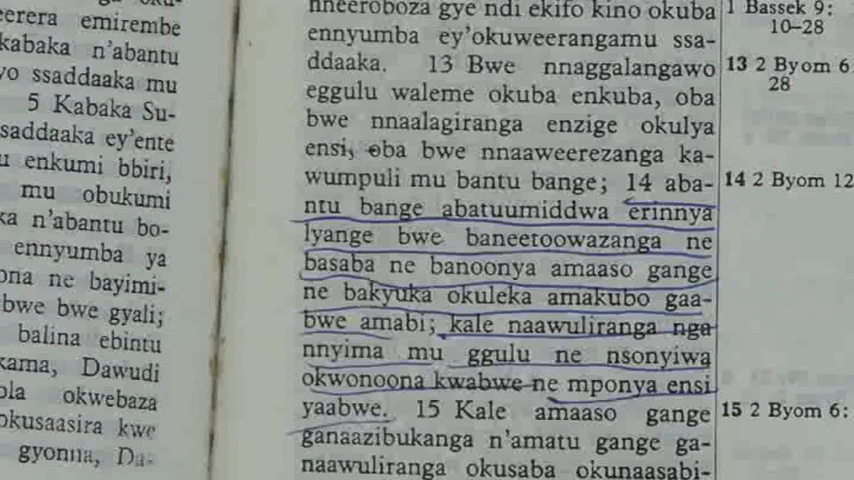 emirembe
kabaka n'abantu
ssaddaaka mu
5 Kabaka Su-
saddaaka ey'ente
enkumi bbiri,
mu obukumi
n'abantu bo-
ennyumba ya
ne bayimi-
bwe bwe gyali;
balina ebintu
Dawudi
okwebaza
okusaasira kwe
gyonna, Da-
nneeroboza gye ndi ekifo kino okuba
ennyumba ey'okuweerangamu ssa-
ddaaka. 13 Bwe nnaggalangawo
eggulu waleme okuba enkuba, oba
bwe nnaalagiranga enzige okulya
ensi, oba bwe nnaaweerezanga ka-
wumpuli mu bantu bange; 14 aba-
ntu bange abatuumiddwa erinnya
lyange bwe baneetoowazanga ne
basaba ne banoonya amaaso gange
ne bakyuka okuleka amakubo gaa-
bwe amabi; kale naawuliranga nga
nnyima mu ggulu ne nsonyiwa
okwonoona kwabwe ne mponya ensi
yaabwe. 15 Kale amaaso gange
ganaazibukanga n'amatu gange ga-
naawuliranga okusaba okunaasabi-
1 Bassek 9:
10-28
13 2 Byom 6
28
14 2 Byom 12
15 2 Byom 6: